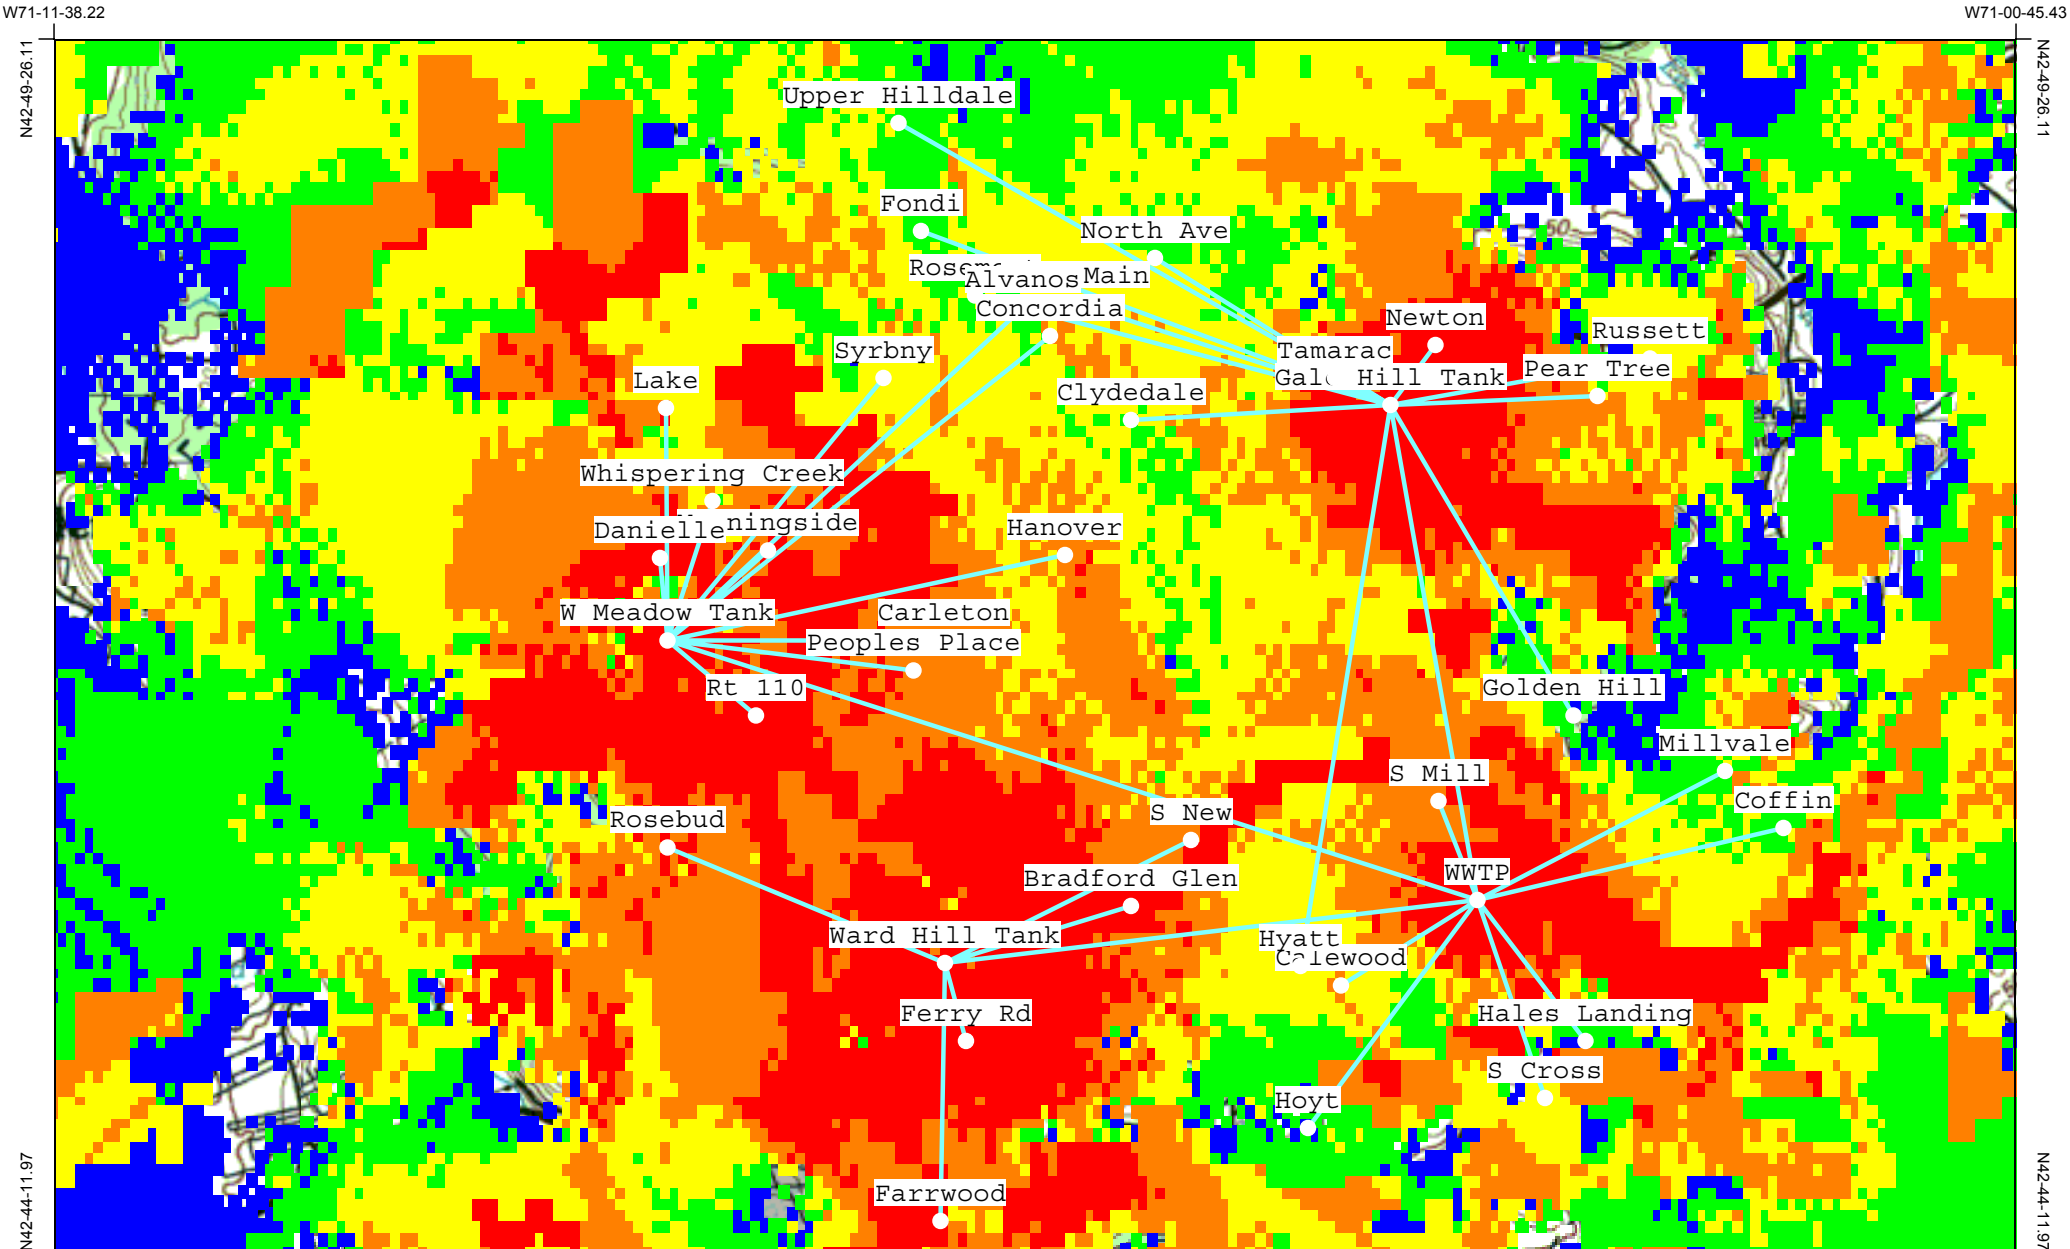 W71-11-38.22
W71-00-45.43
N42-49-26.11
N42-49-26.11
Upper Hilldale
Fondi
North Ave
Alvanos
Main
Concordia
Newton
Russett
Syrbny
Tamarac
Lake
Hill Tank
Pear Tree
Clydedale
Whispering Creek
Danielle
Hanover
W Meadow Tank
Carleton
Peoples Place
Rt 110
Golden Hill
Millvale
S Mill
Coffin
S New
Rosebud
WWTP
Bradford Glen
Ward Hill Tank
Hyatt
Ferry Rd
Hales Landing
S Cross
Hoyt
Farrwood
N42-44-11.97
N42-44-11.97
50